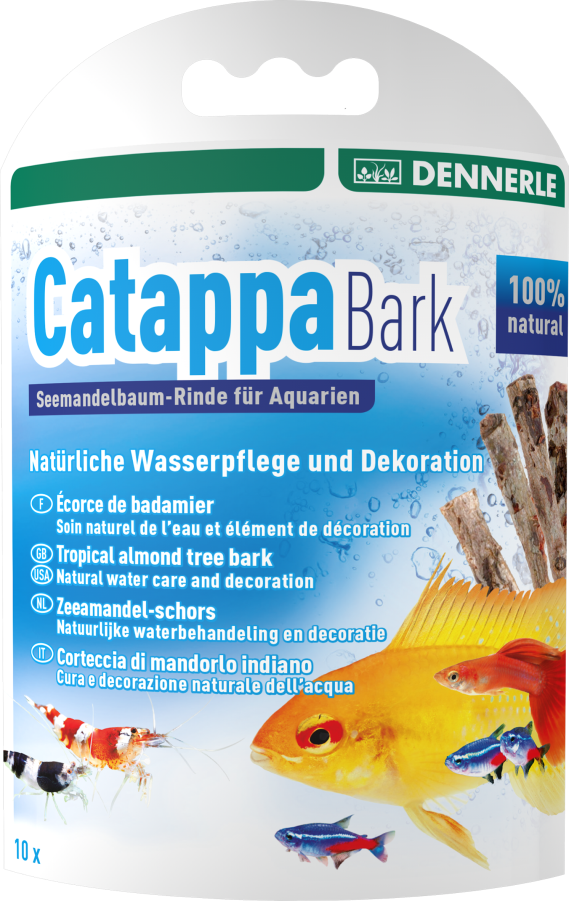 DENNERLE
Catappa Bark
100%
natural
Seemandelbaum-Rinde für Aquarien
Natürliche Wasserpflege und Dekoration
F Écorce de badamier
Soin naturel de l'eau et élément de décoration
GB Tropical almond tree bark
USA Natural water care and decoration
NL Zeeamandel-schors
Natuurlijke waterbehandeling en decoratie
IT Corteccia di mandorlo indiano
Cura e decorazione naturale dell'acqua
10 x